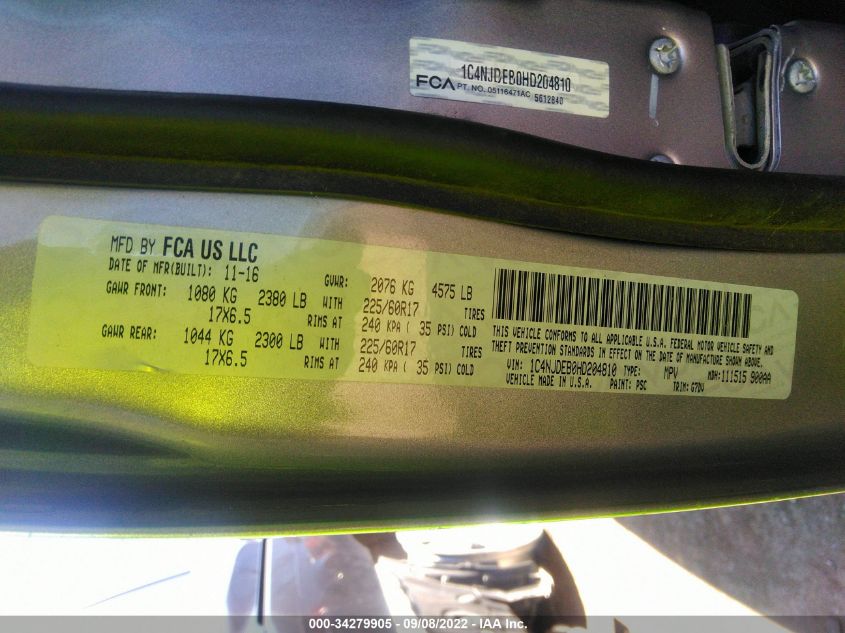 1C4NJDEB0HD204810
FCA PT. NO. 05116471AC
5612840
MFD BY FCA US LLC
DATE OF MFR(BUILT): 11-16 GVWR: 2076 KG 4575 LB
GAWR FRONT: 1080 KG 2380 LB WITH 225/60R17 TIRES
17X6.5 RIMS AT 240 KPA ( 35 PSI) COLD
GAWR REAR: 1044 KG 2300 LB WITH 225/60R17 TIRES
17X6.5 RIMS AT 240 KPA ( 35 PSI) COLD
THIS VEHICLE CONFORMS TO ALL APPLICABLE U.S.A. FEDERAL MOTOR VEHICLE SAFETY AND
THEFT PREVENTION STANDARDS IN EFFECT ON THE DATE OF MANUFACTURE SHOWN ABOVE.
VIN: 1C4NJDEB0HD204810 TYPE: MPV MDH: 111515 900AA
VEHICLE MADE IN U.S.A. PAINT: PSC TRIM: G7DV
000-34279905 - 09/08/2022 - IAA Inc.